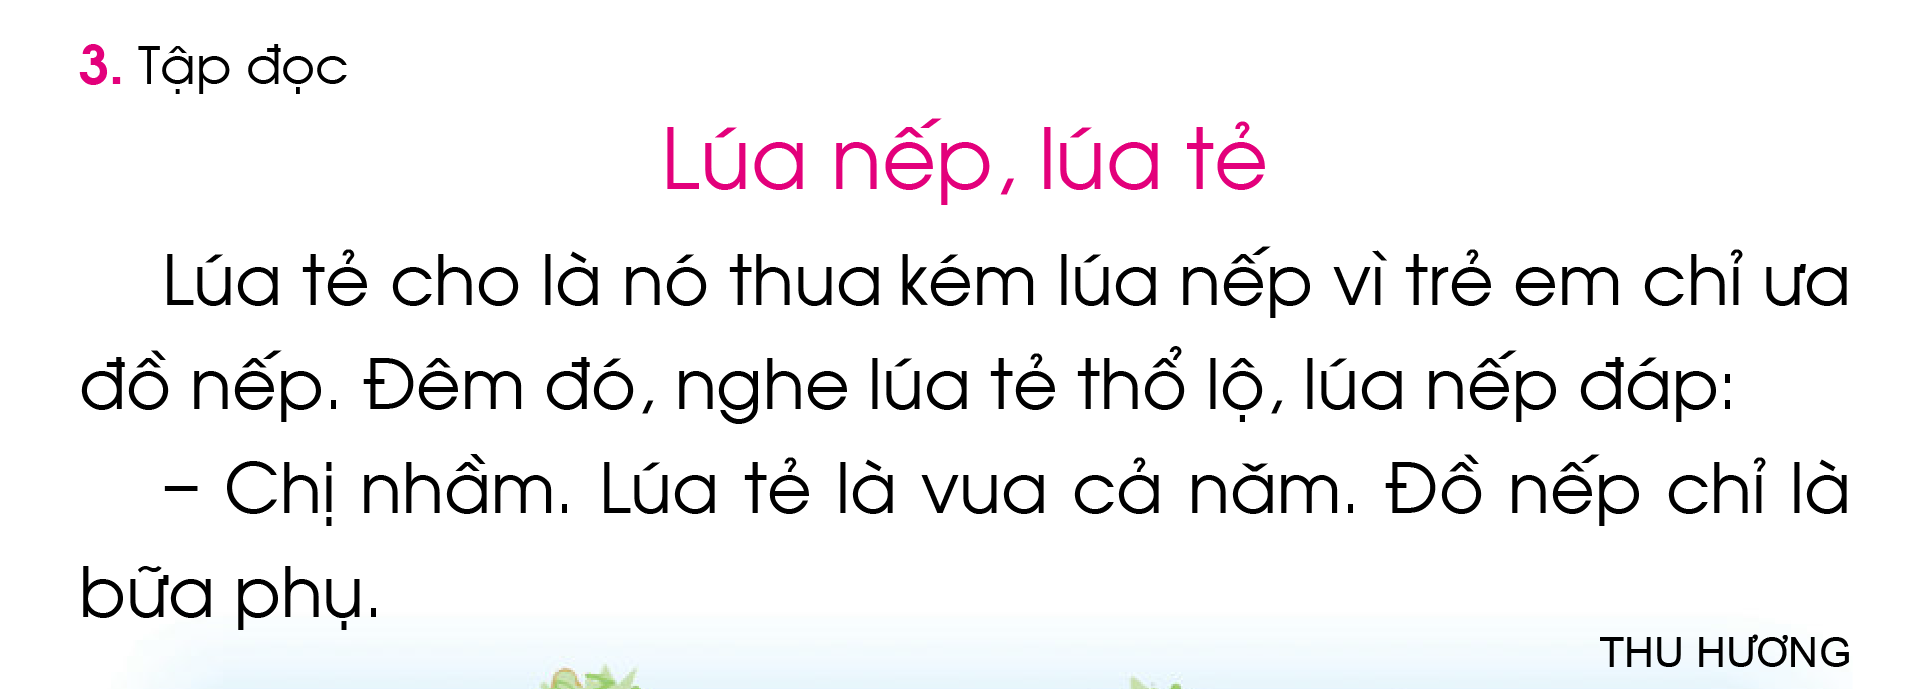 3. Tập đọc
Lúa nếp, lúa tẻ
Lúa tẻ cho là nó thua kém lúa nếp vì trẻ em chỉ ưa
đồ nếp. Đêm đó, nghe lúa tẻ thổ lộ, lúa nếp đáp:
– Chị nhầm. Lúa tẻ là vua cả năm. Đồ nếp chỉ là
bữa phụ.
THU HƯƠNG